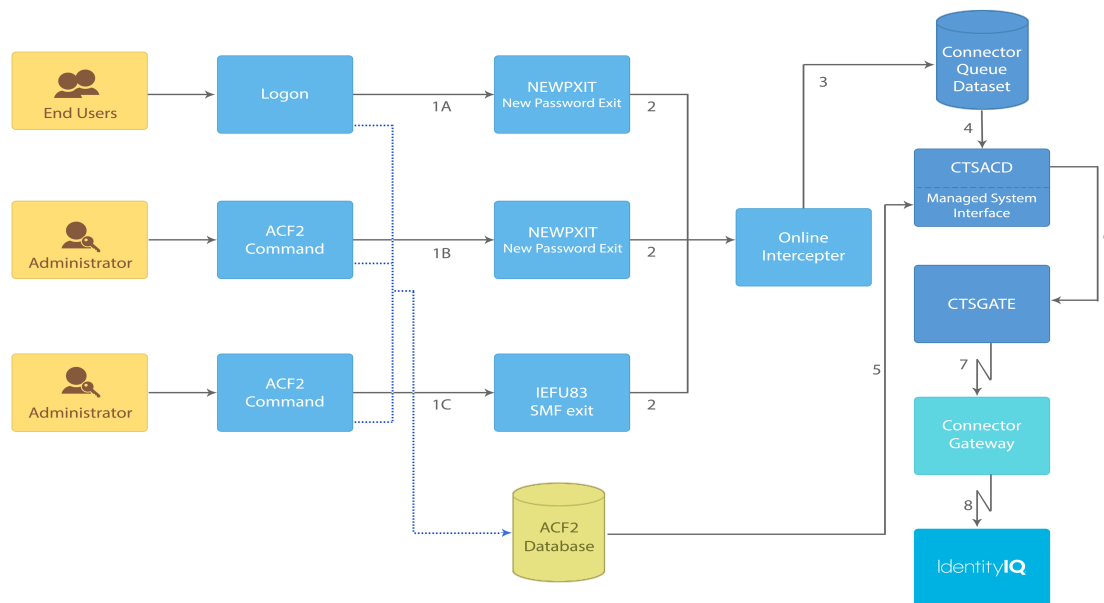 End Users
Logon
1A
NEWPXIT
New Password Exit
2
3
Connector
Queue
Dataset
4
CTSACD
Managed System
Interface
Administrator
ACF2
Command
1B
NEWPXIT
New Password Exit
2
Online
Intercepter
CTSGATE
Administrator
ACF2
Command
1C
IEFU83
SMF exit
2
5
7
Connector
Gateway
8
ACF2
Database
IdentityIQ